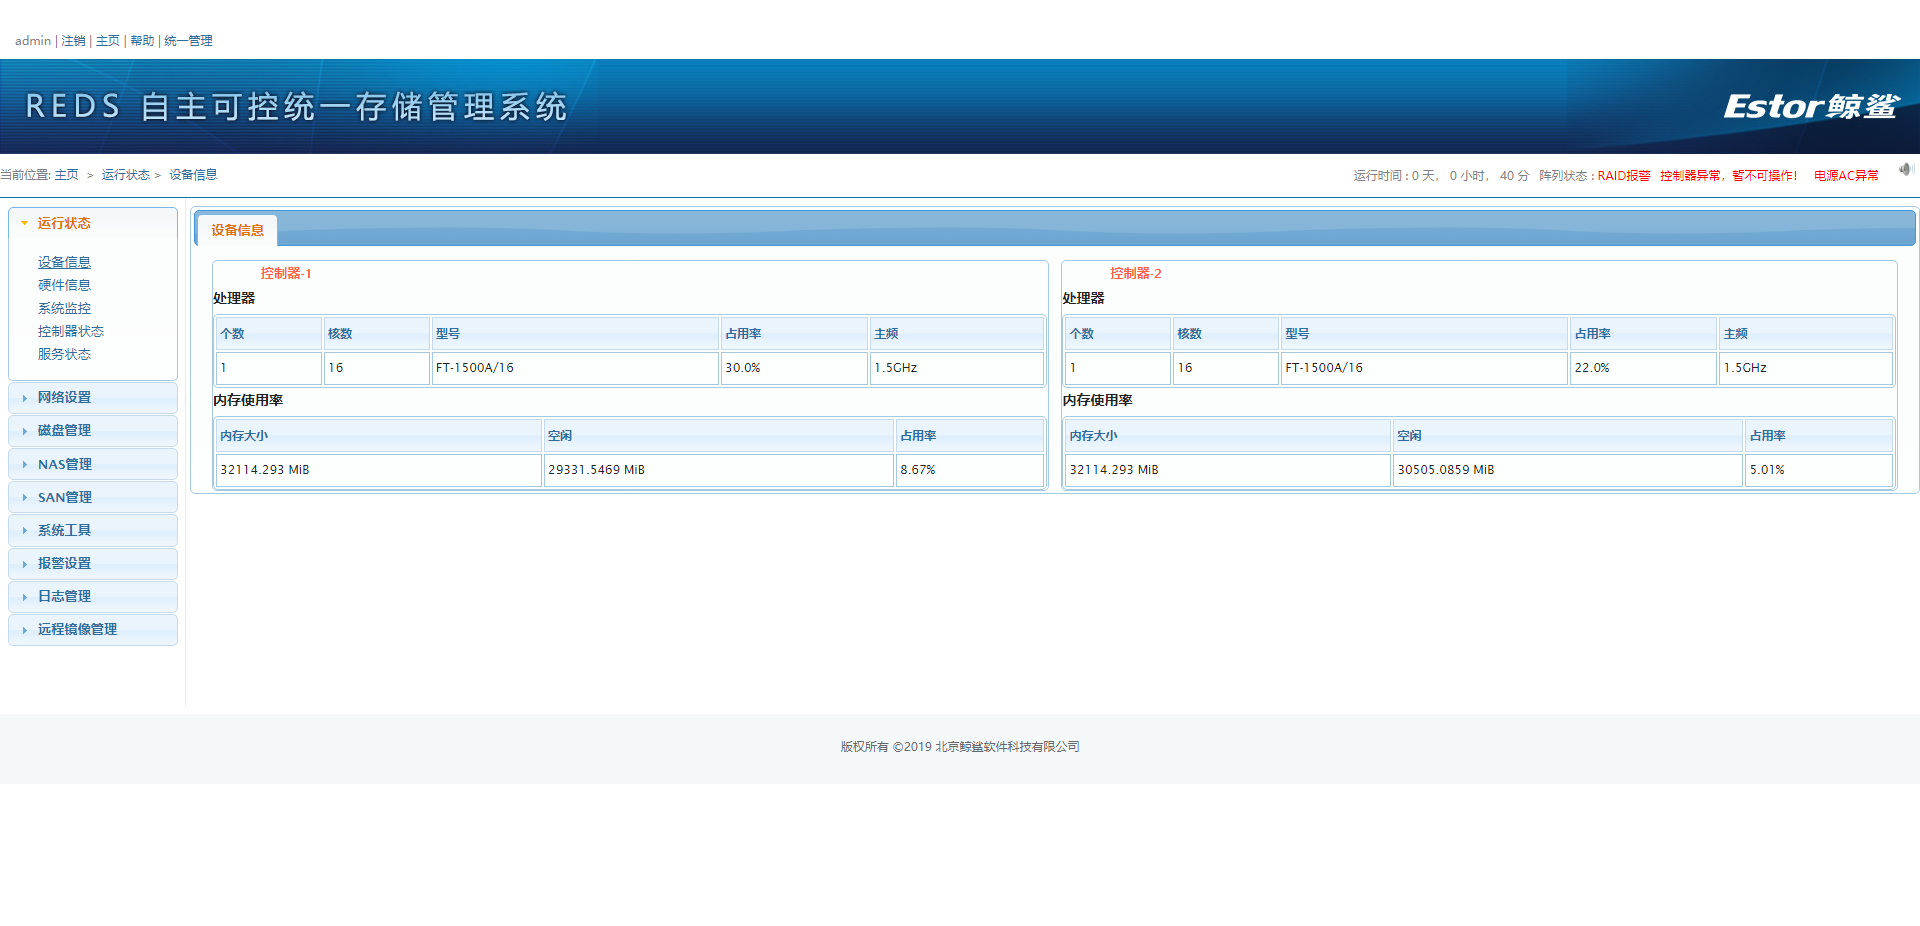 admin | 注销 | 主页 | 帮助 | 统一管理
REDS 自主可控统一存储管理系统
Estor鲸鲨
当前位置: 主页 > 运行状态 > 设备信息
运行时间 : 0 天, 0 小时, 40 分 阵列状态 : RAID报警 控制器异常，暂不可操作! 电源AC异常
运行状态
设备信息
硬件信息
系统监控
控制器状态
服务状态
网络设置
磁盘管理
NAS管理
SAN管理
系统工具
报警设置
日志管理
远程镜像管理
设备信息
控制器-1
处理器
个数 核数 型号 占用率 主频
1 16 FT-1500A/16 30.0% 1.5GHz
内存使用率
内存大小 空闲 占用率
32114.293 MiB 29331.5469 MiB 8.67%
控制器-2
处理器
个数 核数 型号 占用率 主频
1 16 FT-1500A/16 22.0% 1.5GHz
内存使用率
内存大小 空闲 占用率
32114.293 MiB 30505.0859 MiB 5.01%
版权所有 ©2019 北京鲸鲨软件科技有限公司